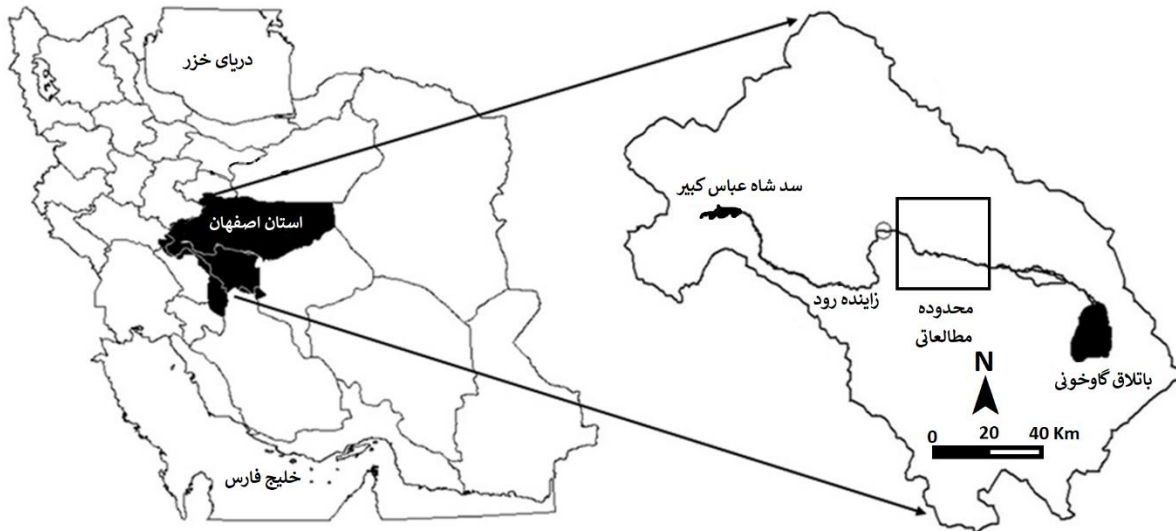 دریای خزر
استان اصفهان
خلیج فارس
سد شاه عباس کبیر
زاینده رود
محدوده
مطالعاتی
باتلاق گاوخونی
N
0 20 40 Km